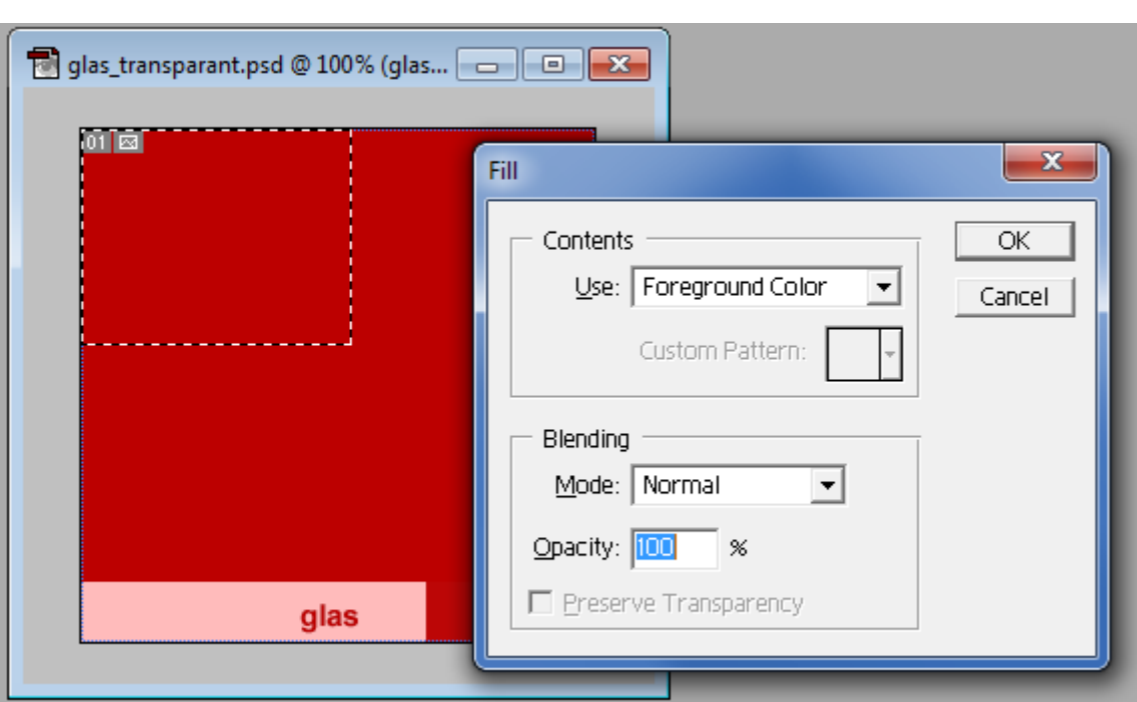 glas_transparant.psd @ 100% (glas...
01
glas
Fill
Contents
Use: Foreground Color
Custom Pattern:
Blending
Mode: Normal
Opacity: 100 %
Preserve Transparency
OK
Cancel